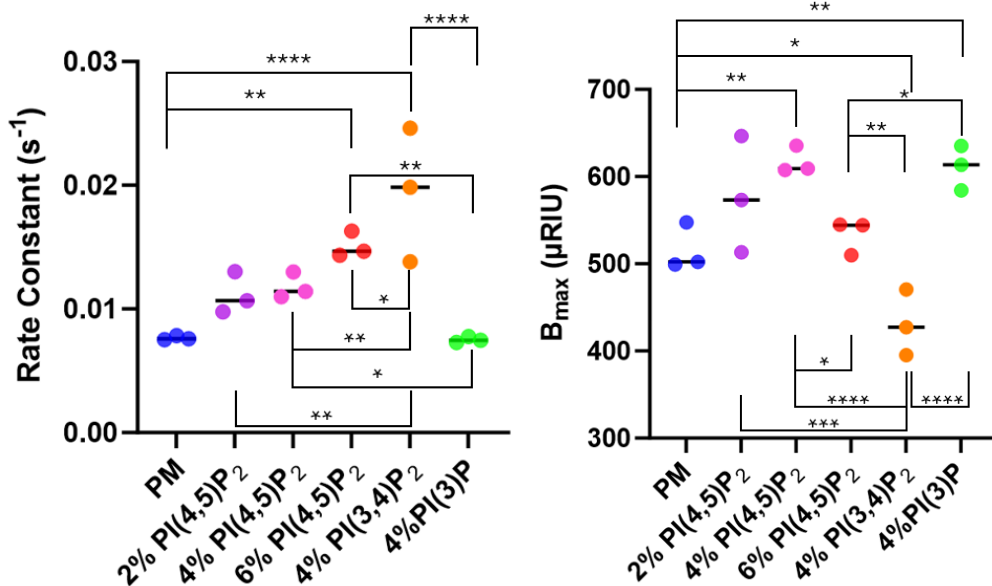 Rate Constant (s⁻¹)
0.03
0.02
0.01
0.00
****
****
**
**
*
**
*
**
PM
2% PI(4,5)P₂
4% PI(4,5)P₂
6% PI(4,5)P₂
4% PI(3,4)P₂
4%PI(3)P
Bmax (µRIU)
700
600
500
400
300
**
*
**
*
**
*
****
****
***
PM
2% PI(4,5)P₂
4% PI(4,5)P₂
6% PI(4,5)P₂
4% PI(3,4)P₂
4%PI(3)P